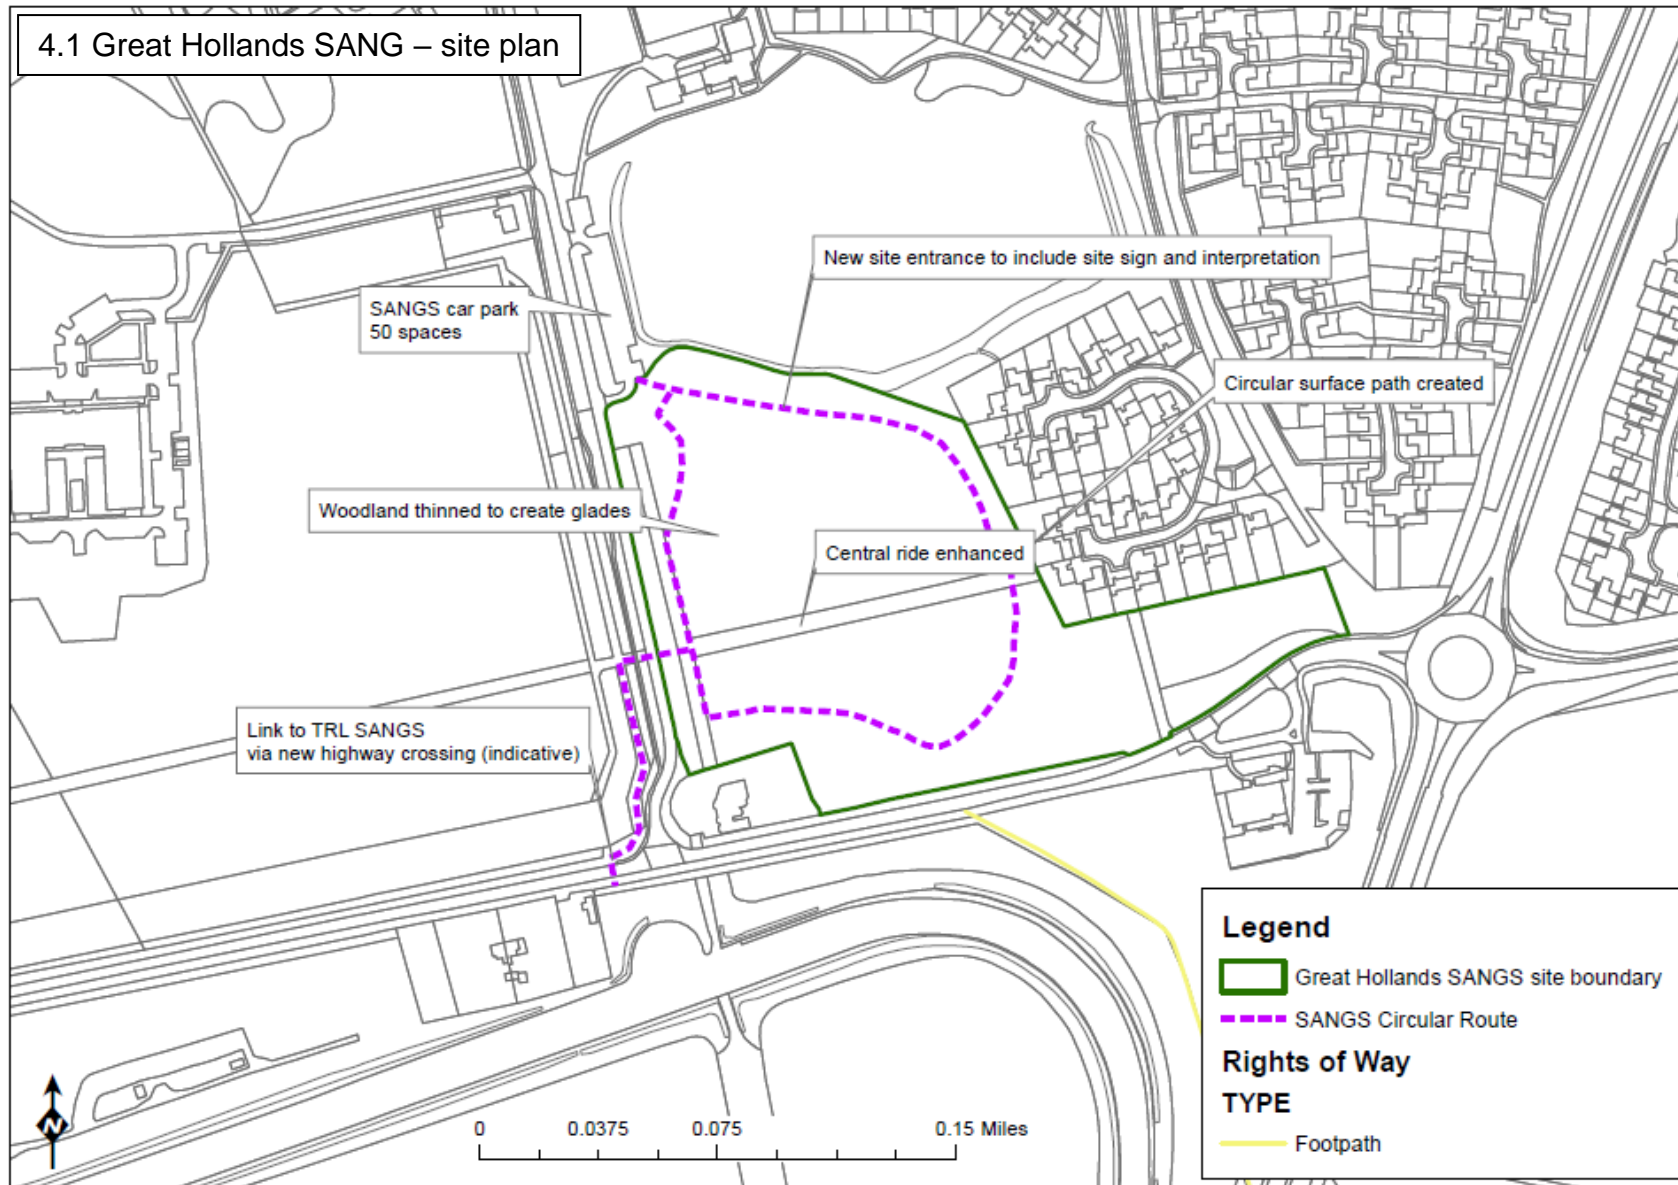 4.1 Great Hollands SANG – site plan
New site entrance to include site sign and interpretation
SANGS car park
50 spaces
Circular surface path created
Woodland thinned to create glades
Central ride enhanced
Link to TRL SANGS
via new highway crossing (indicative)
Legend
Great Hollands SANGS site boundary
SANGS Circular Route
Rights of Way
TYPE
Footpath
N
0 0.0375 0.075 0.15 Miles